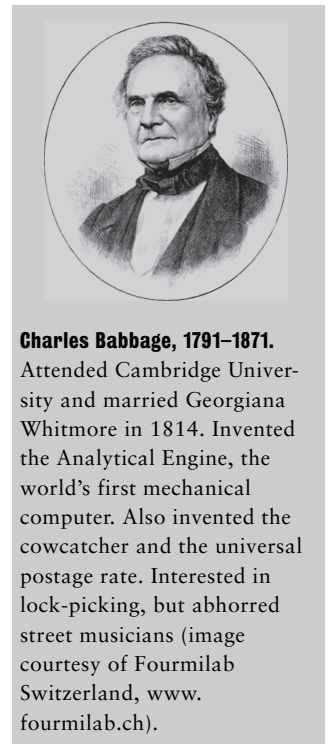 Charles Babbage, 1791–1871.
Attended Cambridge Univer-
sity and married Georgiana
Whitmore in 1814. Invented
the Analytical Engine, the
world’s first mechanical
computer. Also invented the
cowcatcher and the universal
postage rate. Interested in
lock-picking, but abhorred
street musicians (image
courtesy of Fourmilab
Switzerland, www.
fourmilab.ch).